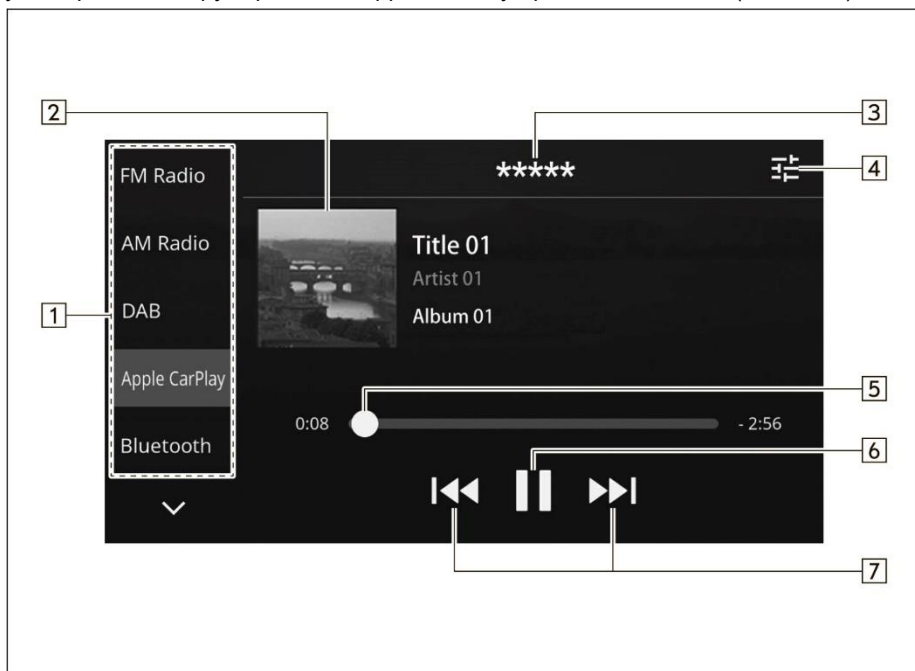 2
3
4
FM Radio
*****
AM Radio
Title 01
Artist 01
1
DAB
Album 01
Apple CarPlay
5
0:08
- 2:56
Bluetooth
6
7